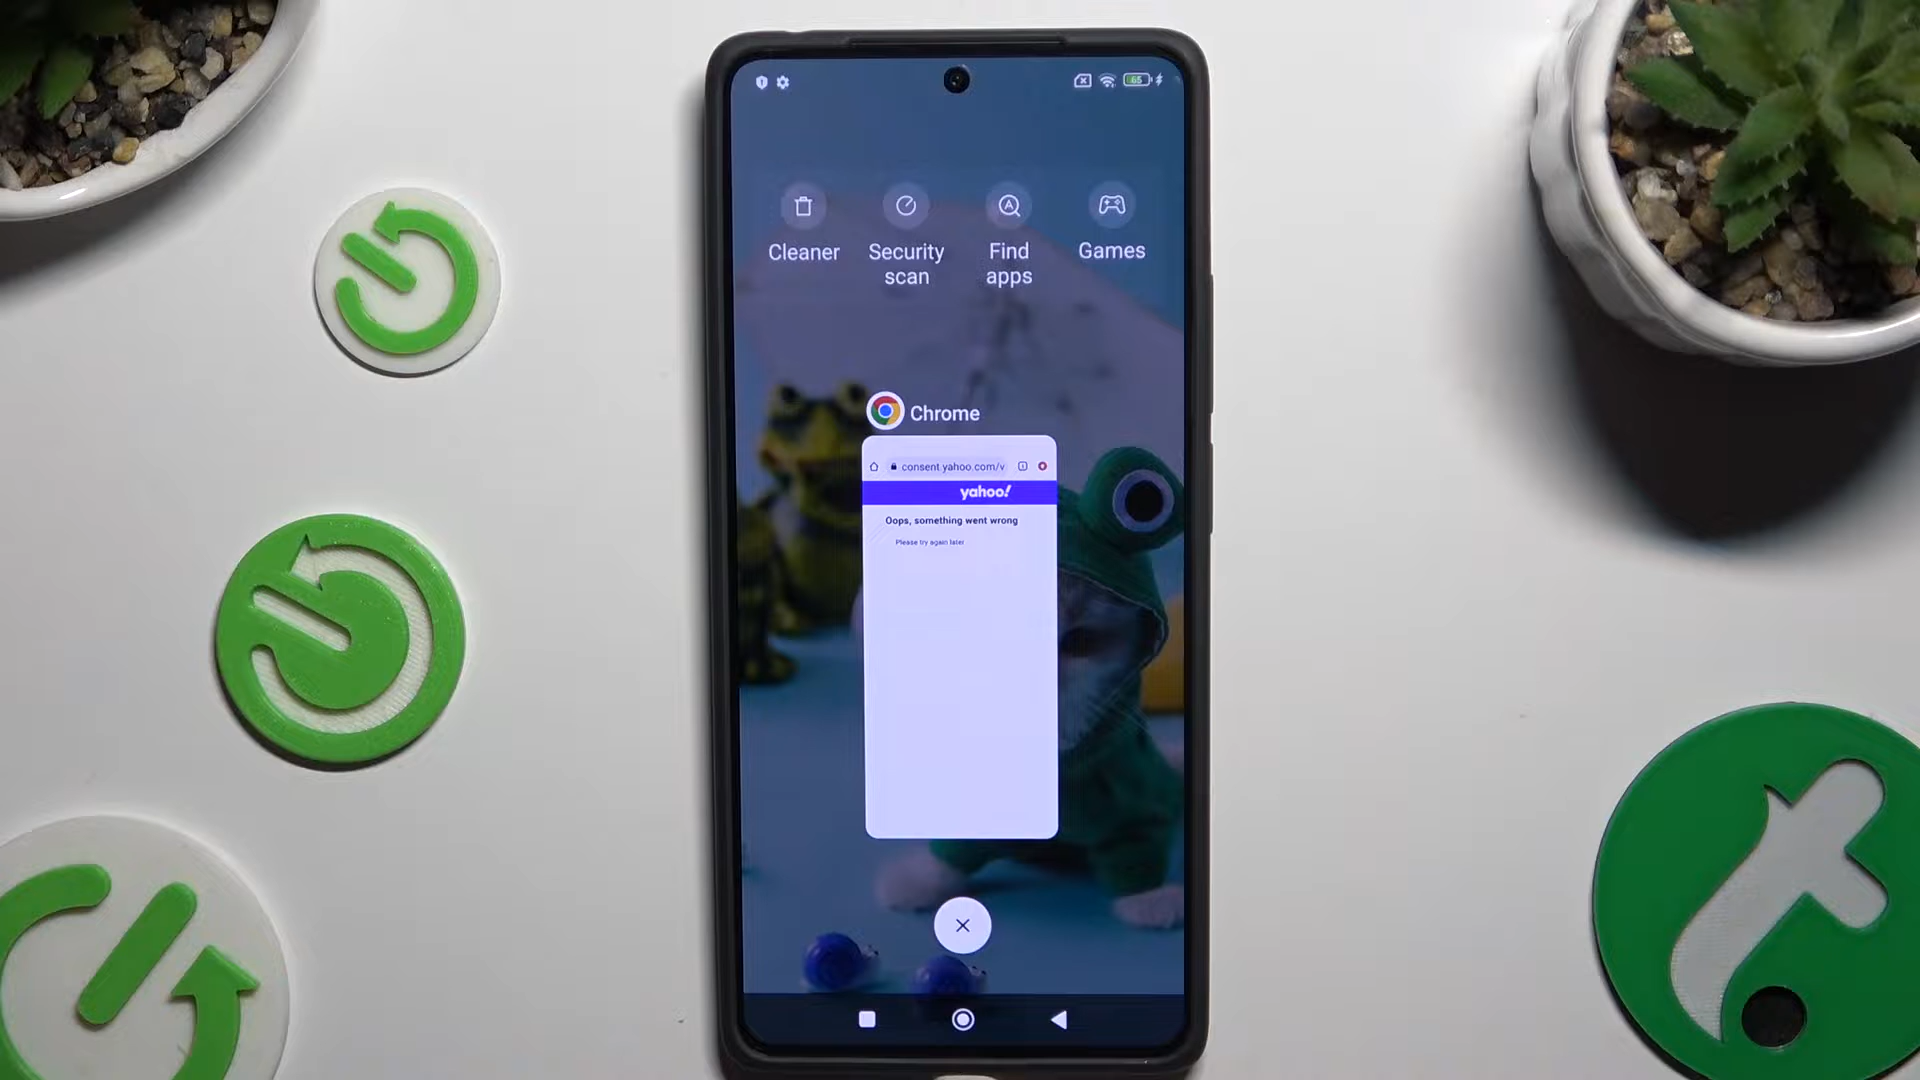 65
Cleaner
Security
scan
Find
apps
Games
Chrome
consent.yahoo.com/v
yahoo!
Oops, something went wrong
Please try again later